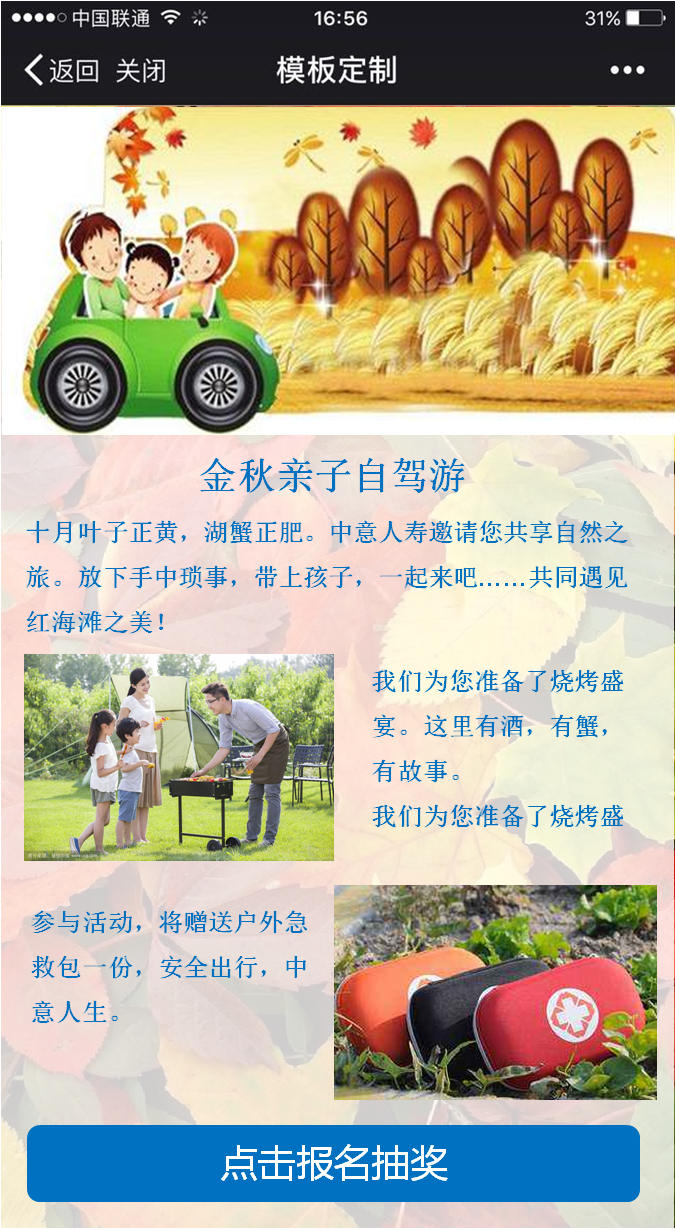 中国联通
16:56
31%
返回 关闭
模板定制
金秋亲子自驾游
十月叶子正黄，湖蟹正肥。中意人寿邀请您共享自然之
旅。放下手中琐事，带上孩子，一起来吧……共同遇见
红海滩之美！
我们为您准备了烧烤盛
宴。这里有酒，有蟹，
有故事。
我们为您准备了烧烤盛
参与活动，将赠送户外急
救包一份，安全出行，中
意人生。
点击报名抽奖